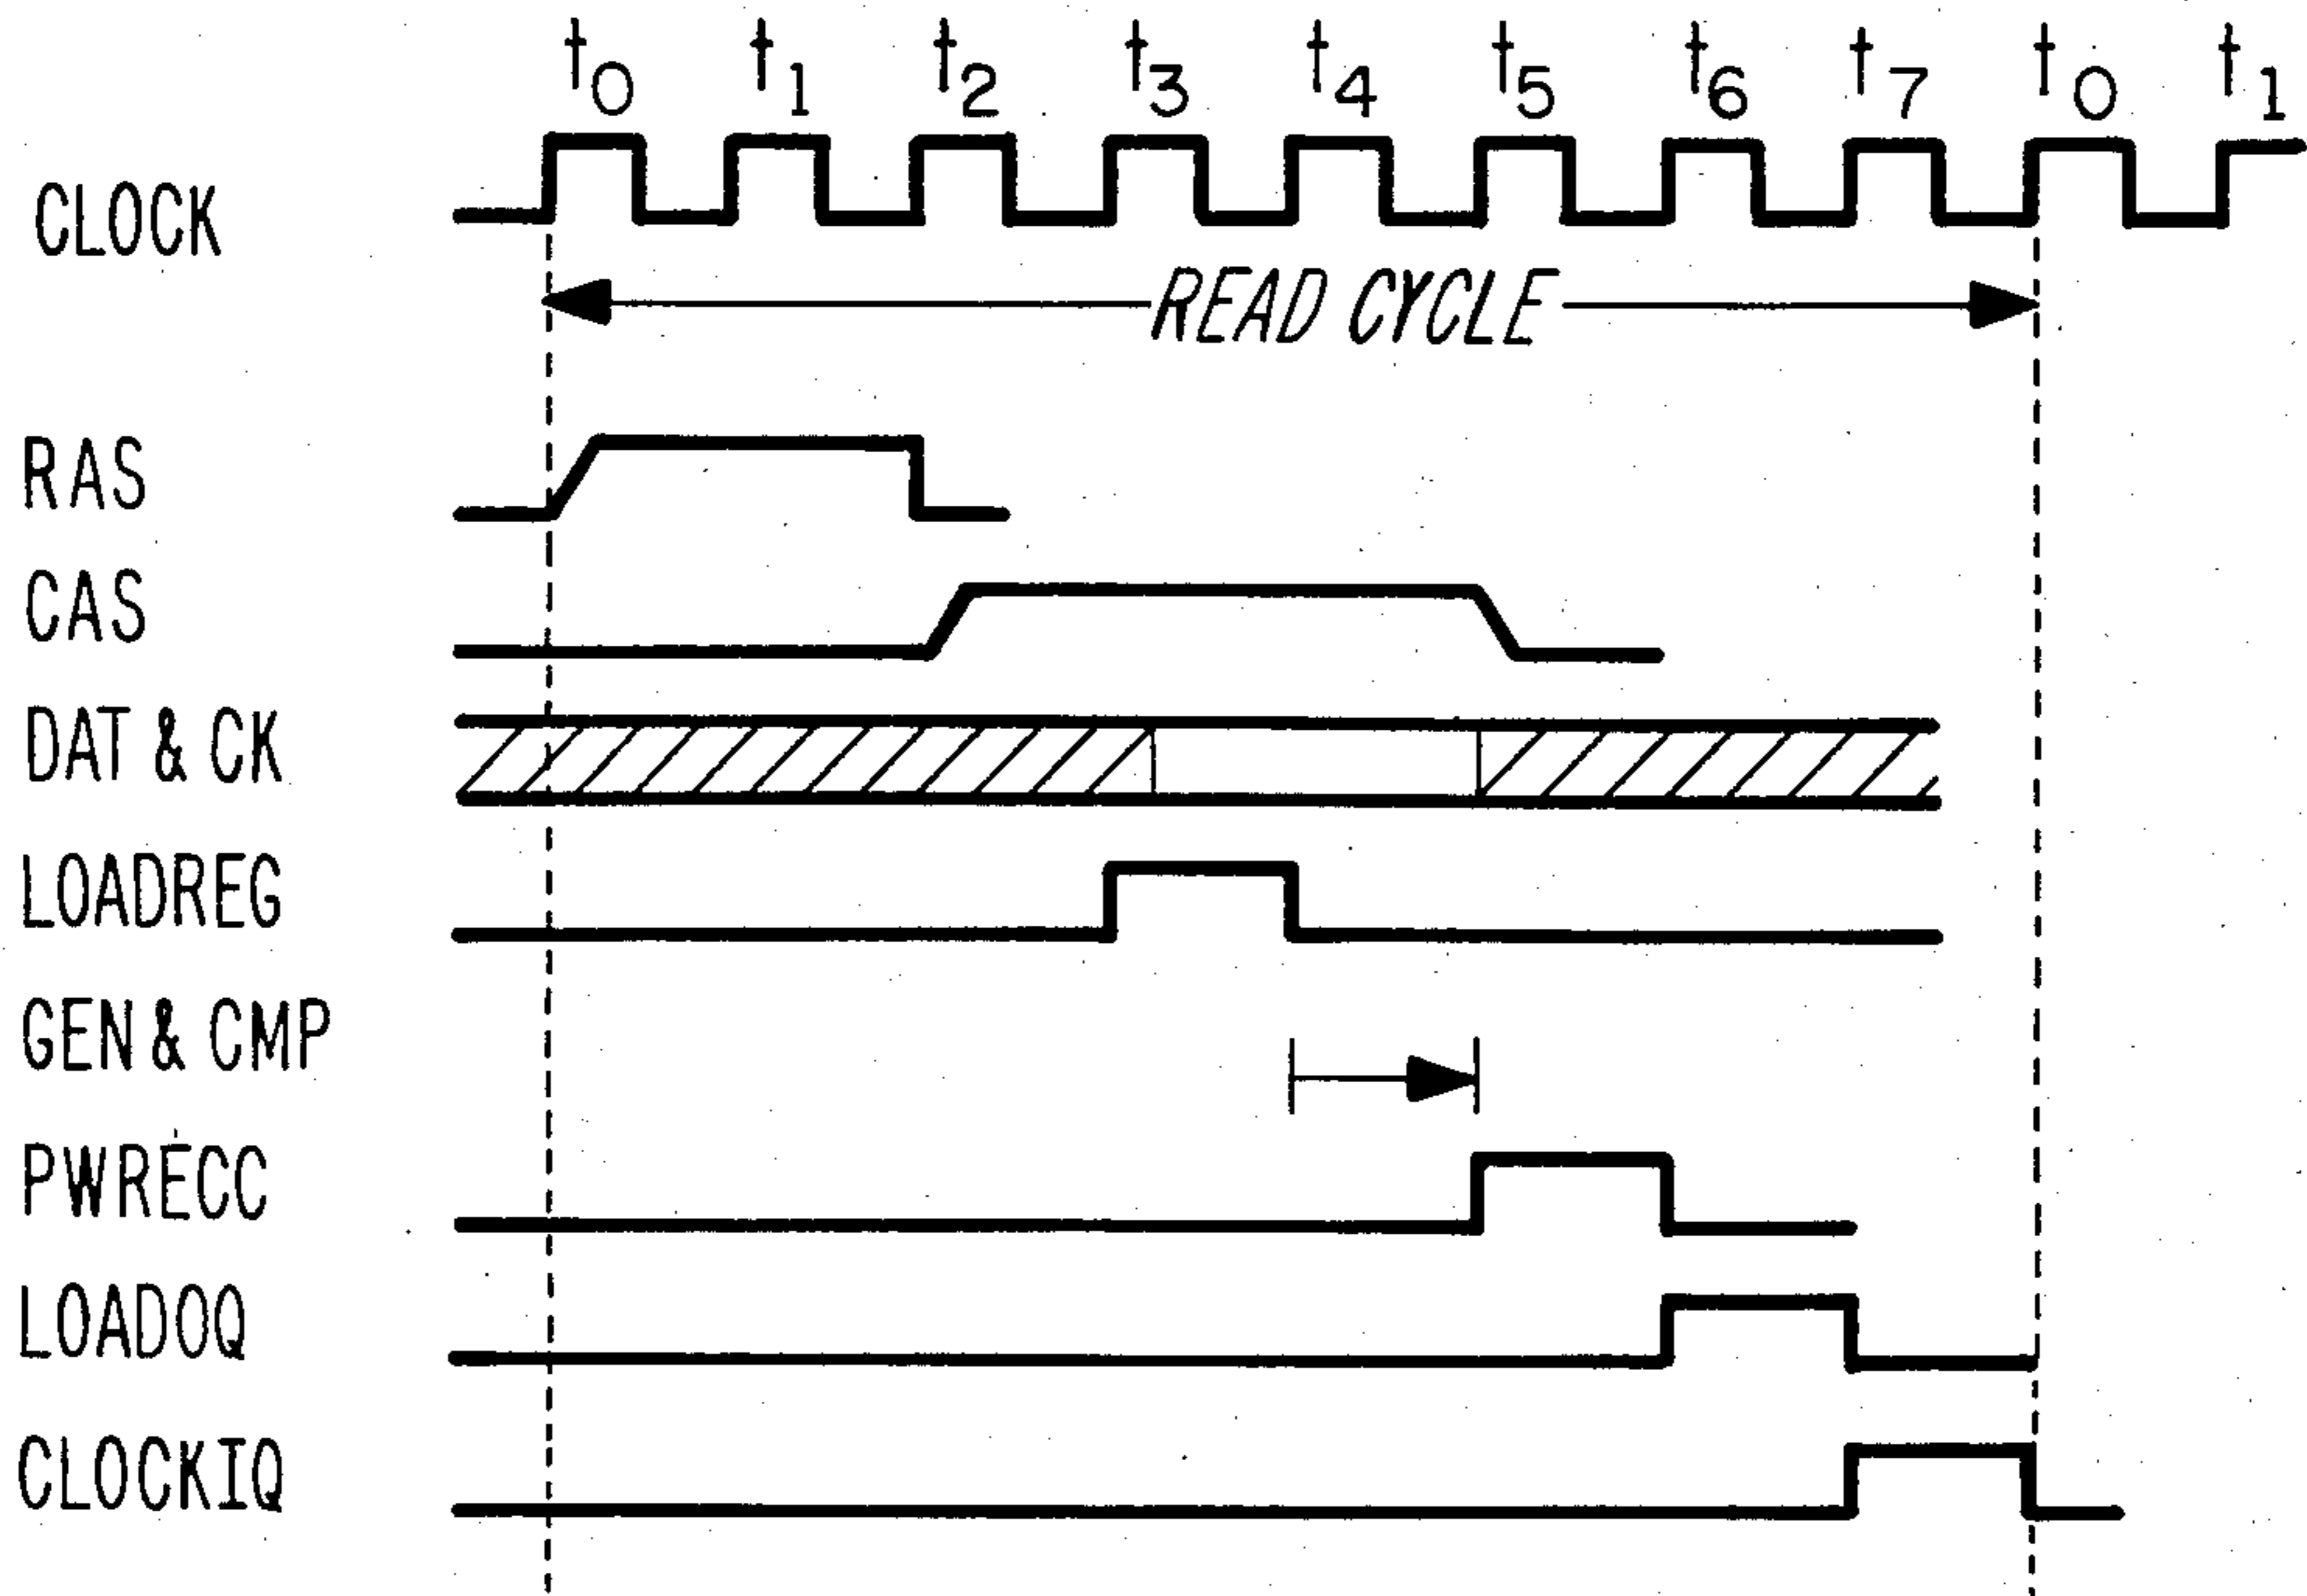 t0 t1 t2 t3 t4 t5 t6 t7 t0 t1
CLOCK
READ CYCLE
RAS
CAS
DAT & CK
LOADREG
GEN & CMP
PWRECC
LOADOQ
CLOCKIQ